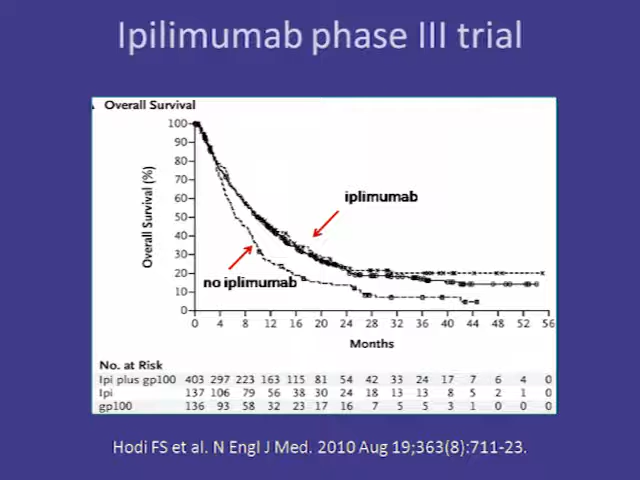 Ipilimumab phase III trial
Overall Survival
Overall Survival (%)
100
90
80
70
60
50
40
30
20
10
0
iplimumab
no iplimumab
0 4 8 12 16 20 24 28 32 36 40 44 48 52 56
Months
No. at Risk
Ipi plus gp100 403 297 223 163 115 81 54 42 33 24 17 7 6 4 0
Ipi 137 106 79 56 38 30 24 18 13 13 8 5 2 1 0
gp100 136 93 58 32 23 17 16 7 5 5 3 1 0 0 0
Hodi FS et al. N Engl J Med. 2010 Aug 19;363(8):711-23.